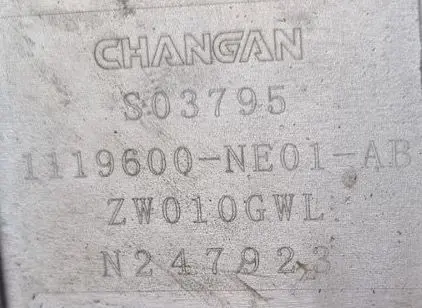 CHANGAN
S03795
1119600-NE01-AB
ZW010GWL
N247923